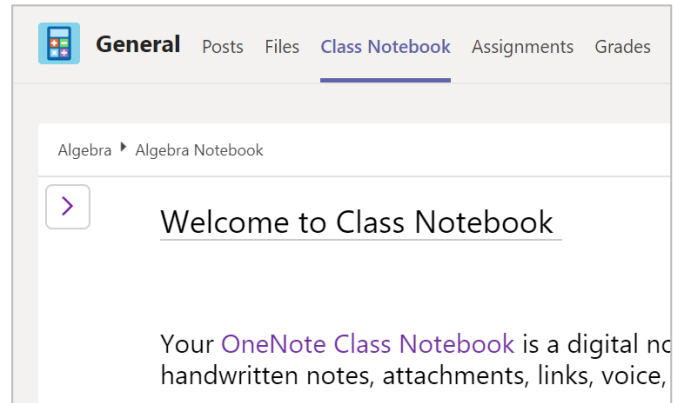 General Posts Files Class Notebook Assignments Grades
Algebra Algebra Notebook
Welcome to Class Notebook
Your OneNote Class Notebook is a digital
handwritten notes, attachments, links, voice,